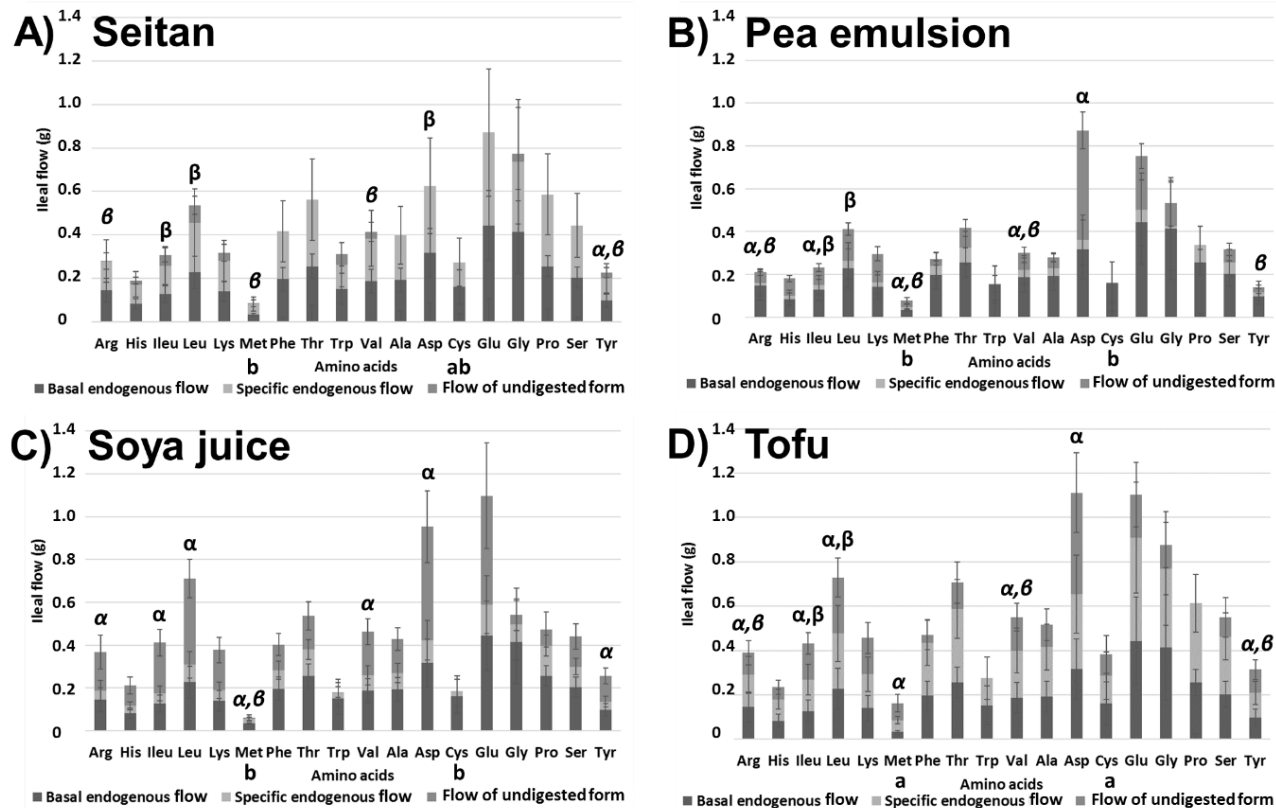 A) Seitan
1.4
1.2
1.0
0.8
0.6
0.4
0.2
0
Ileal flow (g)
β β β β β β α,β
Arg His Ileu Leu Lys Met Phe Thr Trp Val Ala Asp Cys Glu Gly Pro Ser Tyr
b Amino acids ab
Basal endogenous flow Specific endogenous flow Flow of undigested form
B) Pea emulsion
1.4
1.2
1.0
0.8
0.6
0.4
0.2
0
Ileal flow (g)
α,β α,β β α,β α,β α β
Arg His Ileu Leu Lys Met Phe Thr Trp Val Ala Asp Cys Glu Gly Pro Ser Tyr
b Amino acids b
Basal endogenous flow Specific endogenous flow Flow of undigested form
C) Soya juice
1.4
1.2
1.0
0.8
0.6
0.4
0.2
0
Ileal flow (g)
α α α α,β α α α
Arg His Ileu Leu Lys Met Phe Thr Trp Val Ala Asp Cys Glu Gly Pro Ser Tyr
b Amino acids b
Basal endogenous flow Specific endogenous flow Flow of undigested form
D) Tofu
1.4
1.2
1.0
0.8
0.6
0.4
0.2
0
Ileal flow (g)
α,β α,β α,β α α,β α α,β
Arg His Ileu Leu Lys Met Phe Thr Trp Val Ala Asp Cys Glu Gly Pro Ser Tyr
a Amino acids a
Basal endogenous flow Specific endogenous flow Flow of undigested form